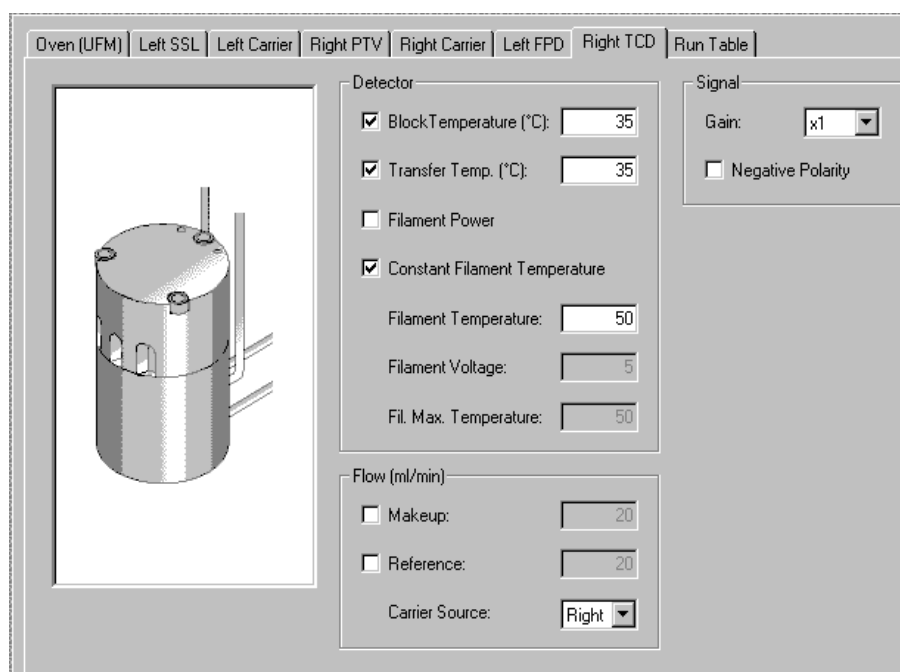 Oven (UFM) Left SSL Left Carrier Right PTV Right Carrier Left FPD Right TCD Run Table
Detector
BlockTemperature (°C): 35
Transfer Temp. (°C): 35
Filament Power
Constant Filament Temperature
Filament Temperature: 50
Filament Voltage: 5
Fil. Max. Temperature: 50
Flow (ml/min)
Makeup: 20
Reference: 20
Carrier Source: Right
Signal
Gain: x1
Negative Polarity